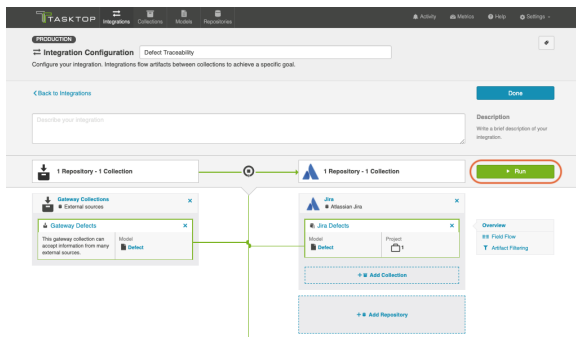 TASKTOP
Integrations
Collections
Models
Repositories
Activity
Metrics
Help
Settings
PRODUCTION
Integration Configuration
Defect Traceability
Configure your integration. Integrations flow artifacts between collections to achieve a specific goal.
Back to Integrations
Done
Describe your integration
Description
Write a brief description of your
integration.
1 Repository - 1 Collection
1 Repository - 1 Collection
Run
Gateway Collections
External sources
Gateway Defects
This gateway collection can
accept information from many
external sources.
Model
Defect
Jira
Atlassian Jira
Jira Defects
Model
Defect
Project
1
+ Add Collection
+ Add Repository
Overview
Field Flow
Artifact Filtering